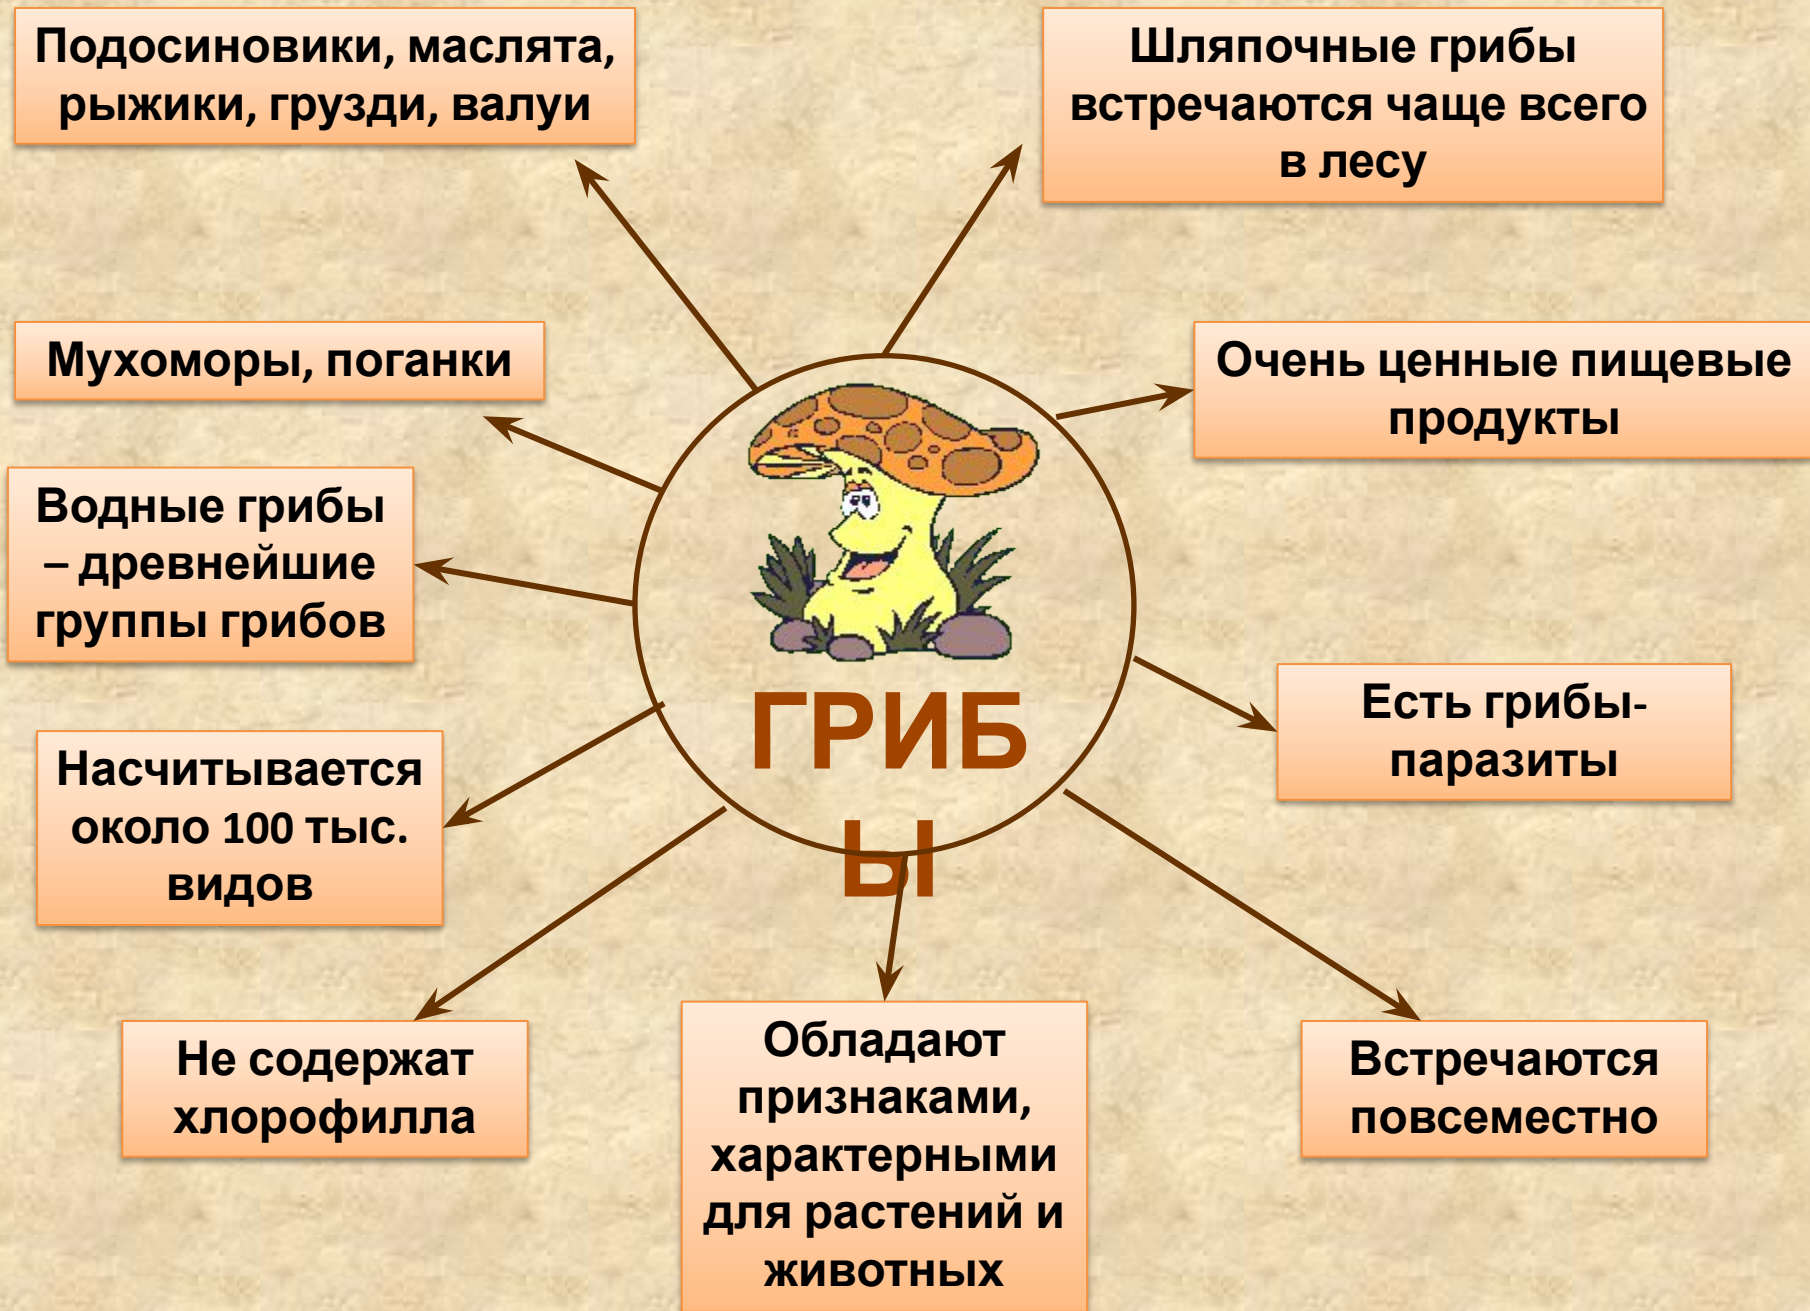 Подосиновики, маслята,
рыжики, грузди, валуи
Шляпочные грибы
встречаются чаще всего
в лесу
Мухоморы, поганки
Очень ценные пищевые
продукты
Водные грибы
– древнейшие
группы грибов
Есть грибы-
паразиты
ГРИБ
Ы
Насчитывается
около 100 тыс.
видов
Не содержат
хлорофилла
Обладают
признаками,
характерными
для растений и
животных
Встречаются
повсеместно